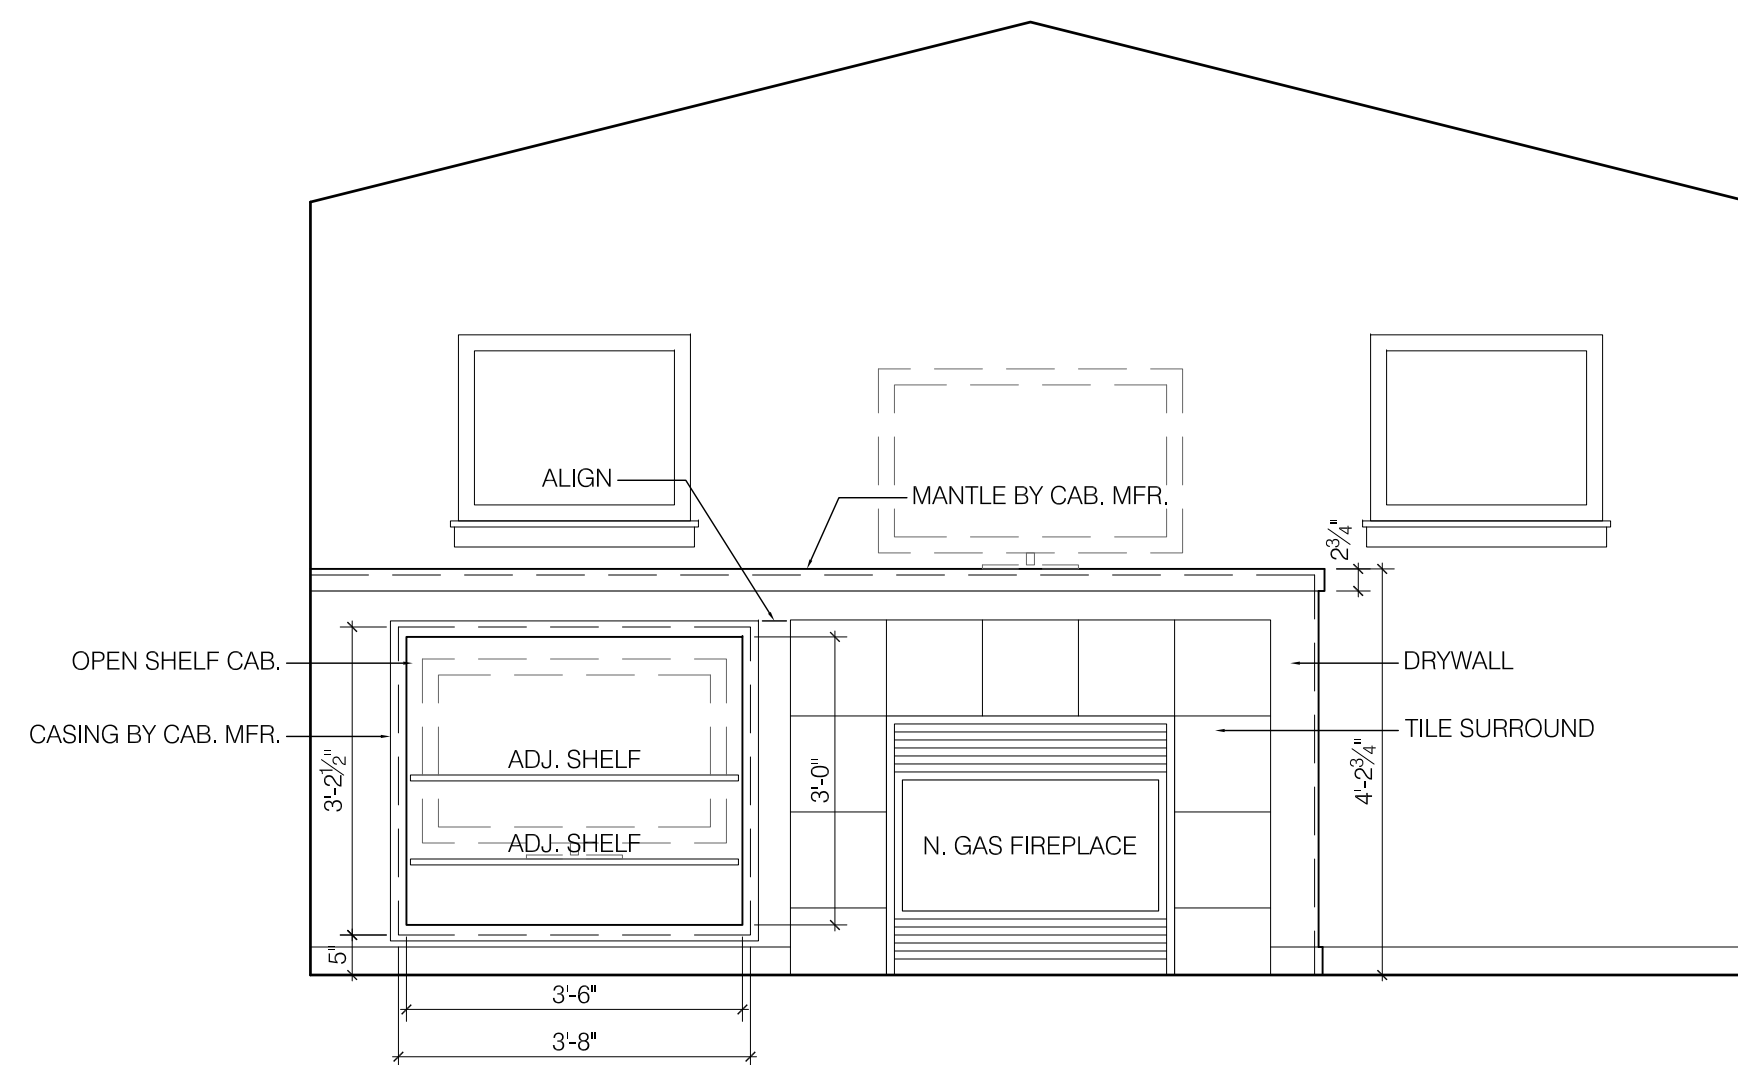 ALIGN
MANTLE BY CAB. MFR.
2¾"
OPEN SHELF CAB.
DRYWALL
CASING BY CAB. MFR.
TILE SURROUND
ADJ. SHELF
3'-2½"
3'-0"
4'-2¾"
ADJ. SHELF
N. GAS FIREPLACE
5"
3'-6"
3'-8"